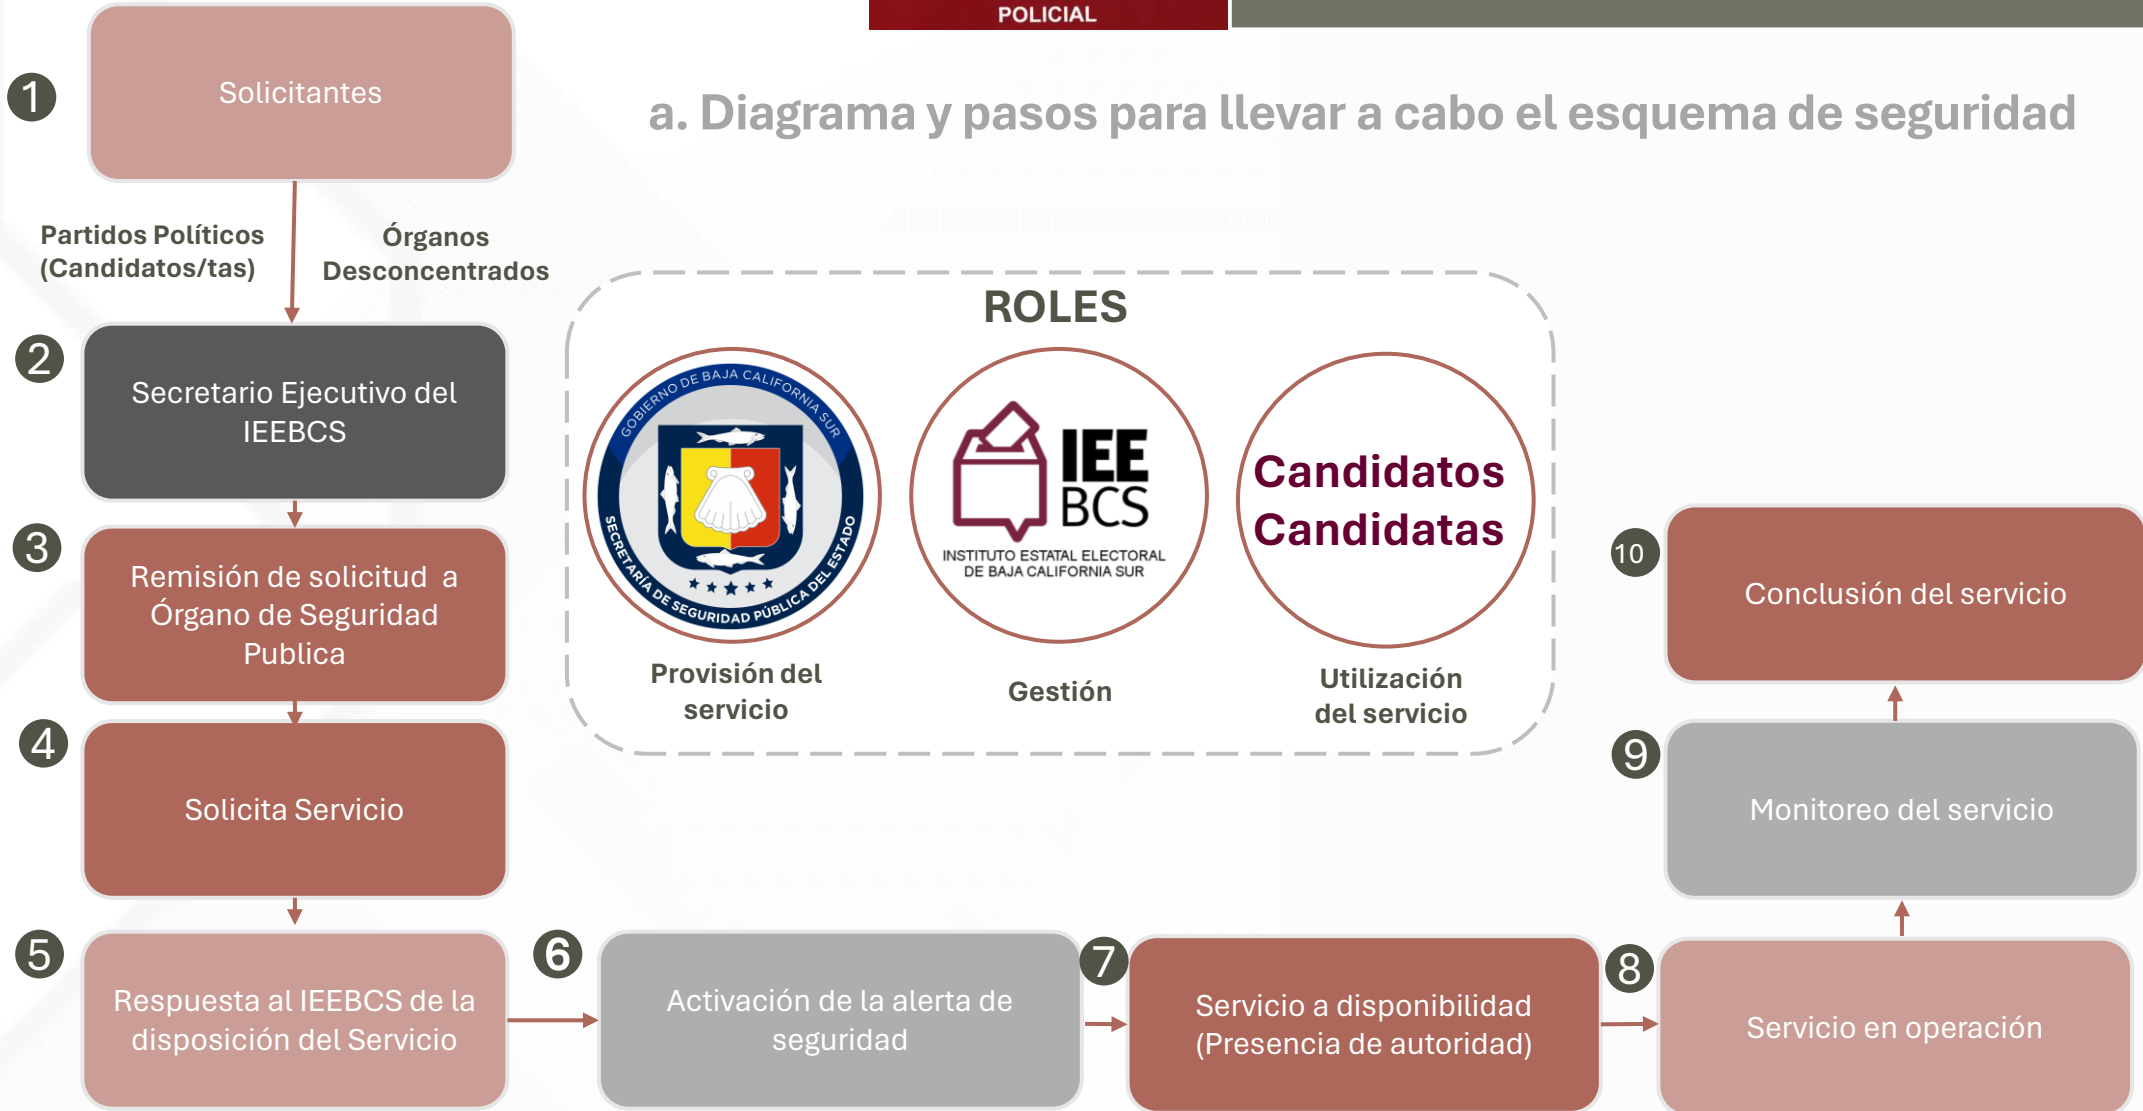 POLICIAL
a. Diagrama y pasos para llevar a cabo el esquema de seguridad
1
Solicitantes
Partidos Políticos
(Candidatos/tas)
Órganos
Desconcentrados
2
Secretario Ejecutivo del
IEEBCS
3
Remisión de solicitud a
Órgano de Seguridad
Publica
4
Solicita Servicio
5
Respuesta al IEEBCS de la
disposición del Servicio
6
Activación de la alerta de
seguridad
7
Servicio a disponibilidad
(Presencia de autoridad)
8
Servicio en operación
9
Monitoreo del servicio
10
Conclusión del servicio
ROLES
GOBIERNO DE BAJA CALIFORNIA SUR
SECRETARÍA DE SEGURIDAD PÚBLICA DEL ESTADO
Provisión del
servicio
IEE
BCS
INSTITUTO ESTATAL ELECTORAL
DE BAJA CALIFORNIA SUR
Gestión
Candidatos
Candidatas
Utilización
del servicio